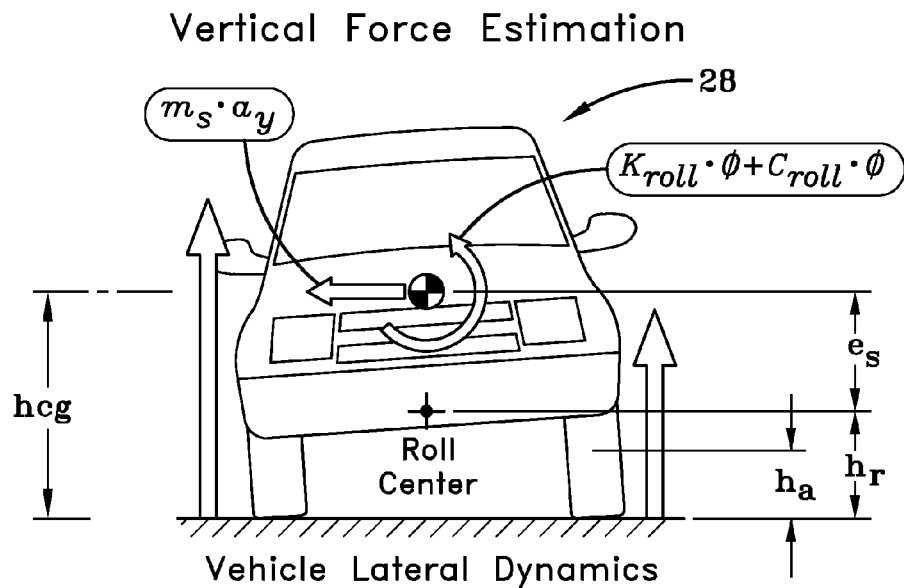 Vertical Force Estimation
28
m_s · a_y
K_roll · ϕ + C_roll · ϕ
hcg
e_s
h_r
h_a
Roll
Center
Vehicle Lateral Dynamics